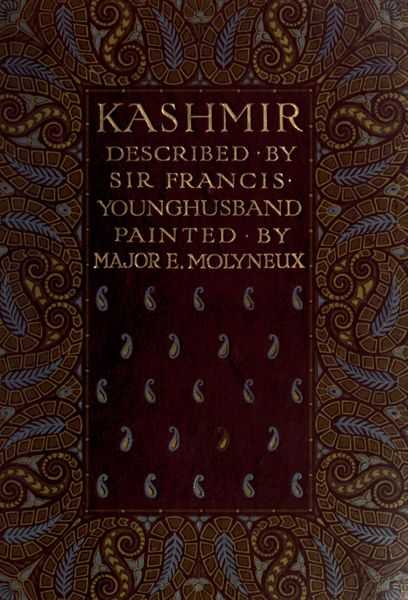 KASHMIR
DESCRIBED · BY
SIR FRANCIS ·
YOUNGHUSBAND
PAINTED · BY
MAJOR E. MOLYNEUX